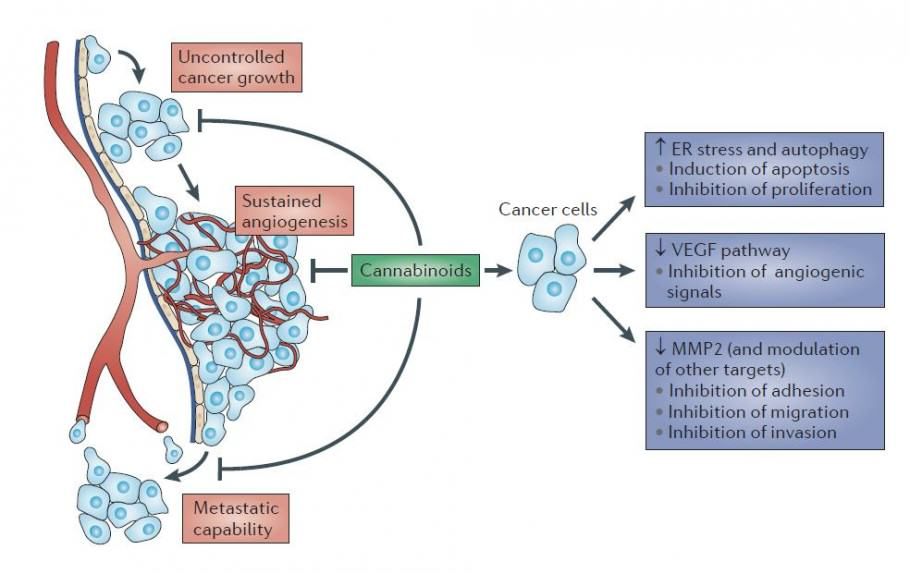 Uncontrolled
cancer growth
Sustained
angiogenesis
Metastatic
capability
Cannabinoids
Cancer cells
↑ ER stress and autophagy
• Induction of apoptosis
• Inhibition of proliferation
↓ VEGF pathway
• Inhibition of angiogenic
signals
↓ MMP2 (and modulation
of other targets)
• Inhibition of adhesion
• Inhibition of migration
• Inhibition of invasion